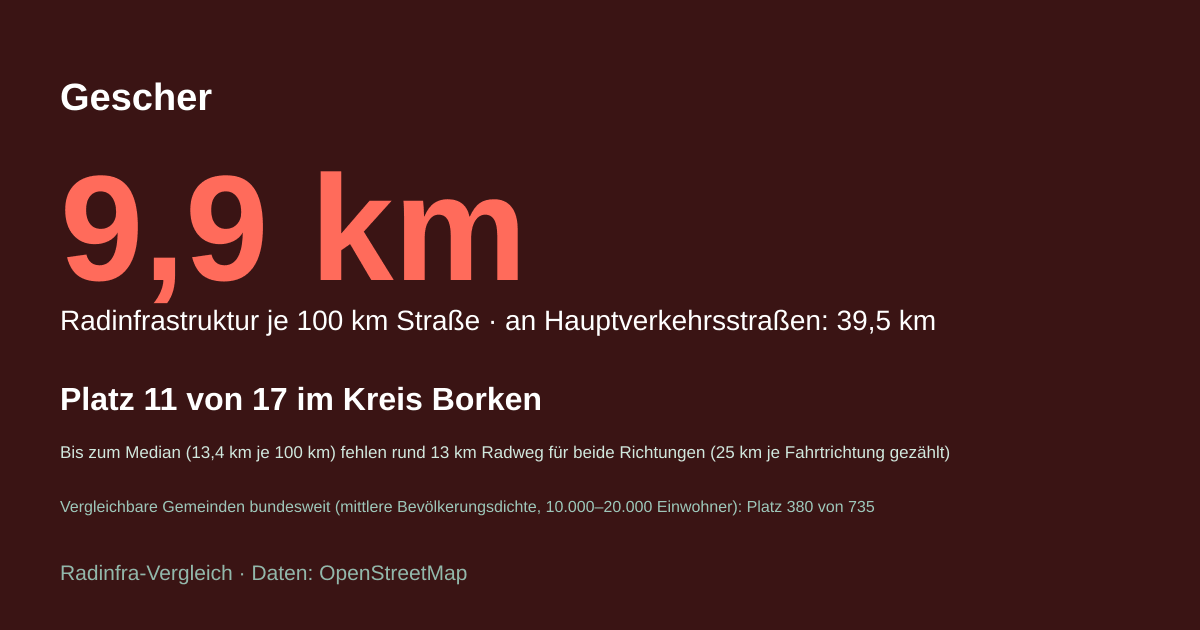 Gescher
9,9 km
Radinfrastruktur je 100 km Straße · an Hauptverkehrsstraßen: 39,5 km
Platz 11 von 17 im Kreis Borken
Bis zum Median (13,4 km je 100 km) fehlen rund 13 km Radweg für beide Richtungen (25 km je Fahrtrichtung gezählt)
Vergleichbare Gemeinden bundesweit (mittlere Bevölkerungsdichte, 10.000–20.000 Einwohner): Platz 380 von 735
Radinfra-Vergleich · Daten: OpenStreetMap